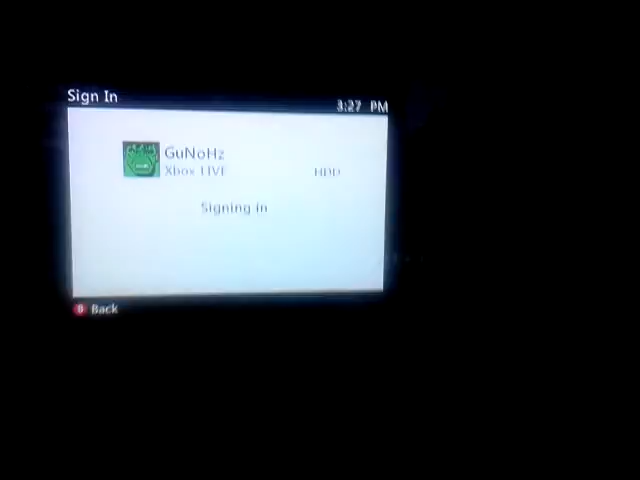 Sign In
3:27 PM
GuNoHz
Xbox LIVE
HDD
Signing in
B Back